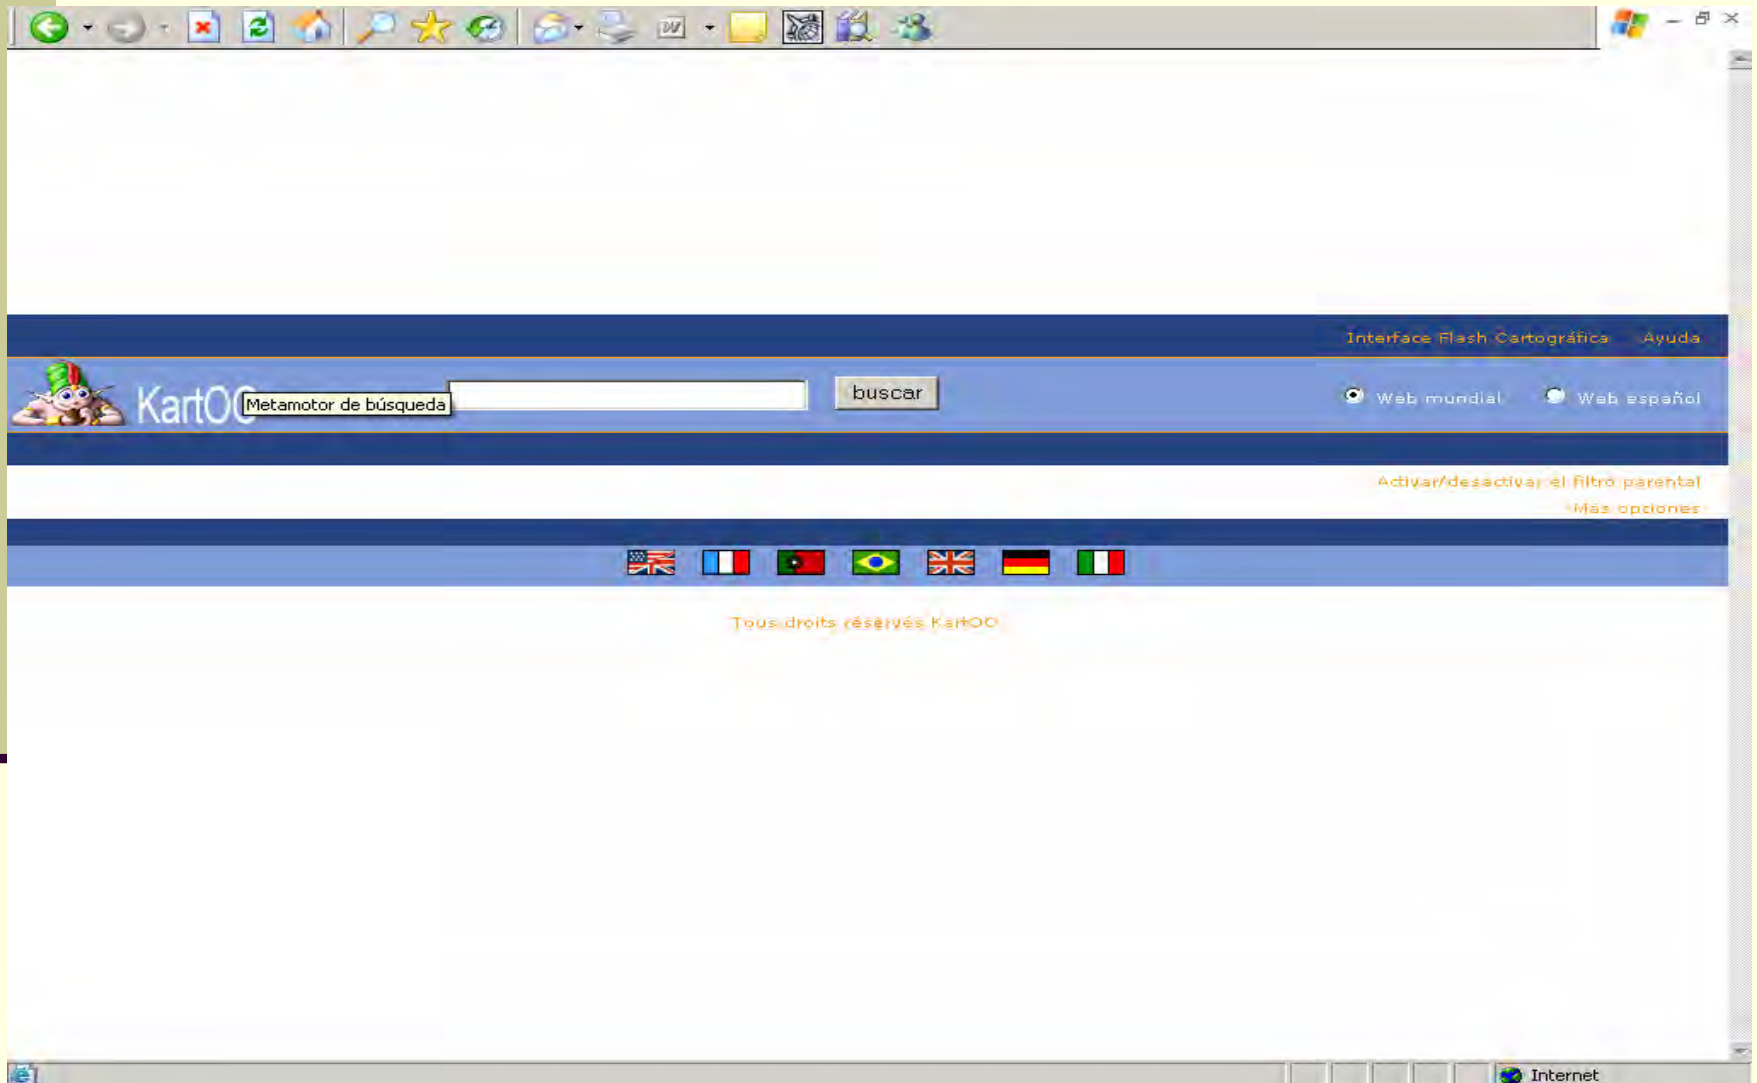 Interface Flash Cartográfica Ayuda
KartOO Metamotor de búsqueda buscar Web mundial Web español
Activar/desactivar el filtro parental
Más opciones
Tous droits réservés KartOO
Internet